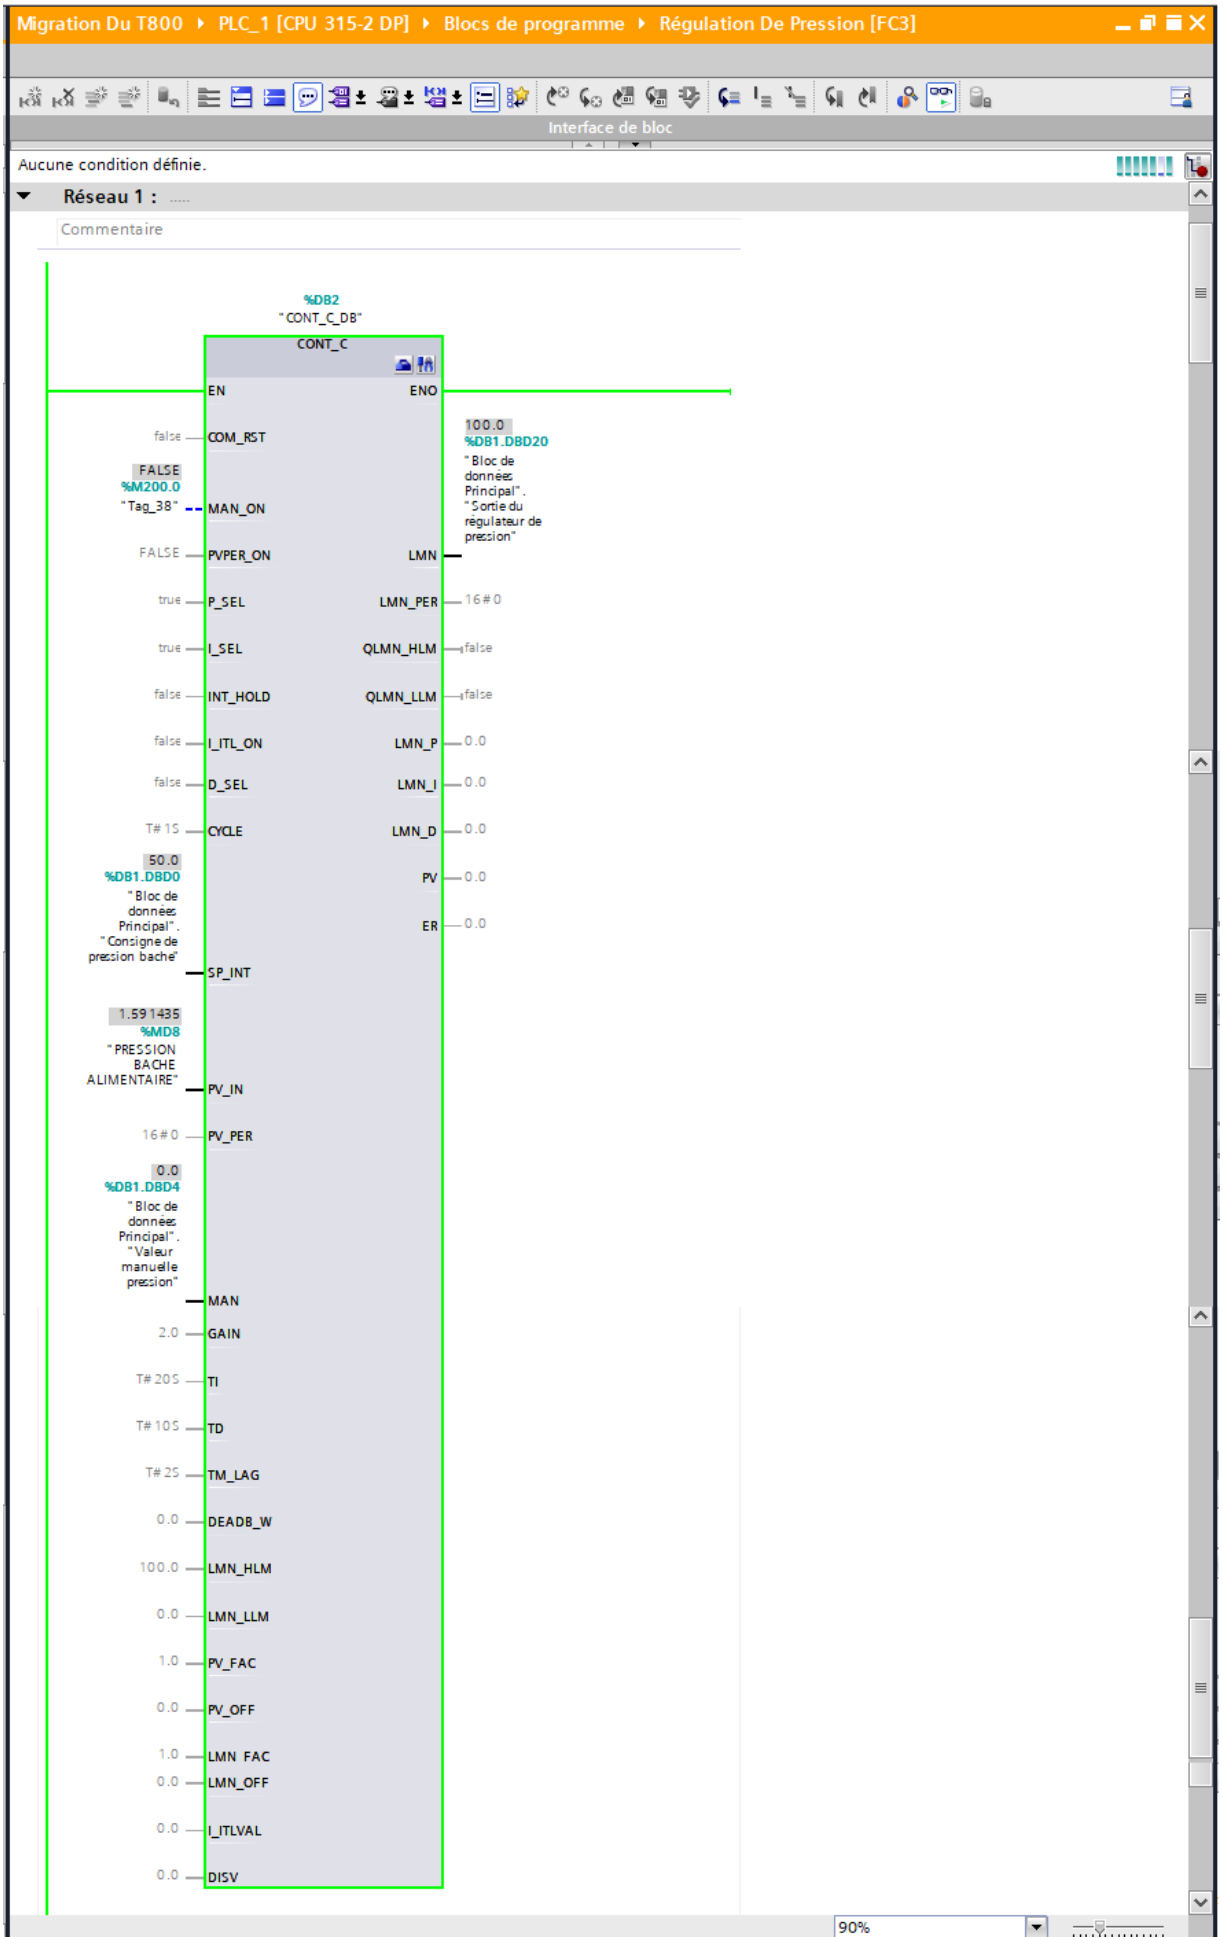 Migration Du T800 ▸ PLC_1 [CPU 315-2 DP] ▸ Blocs de programme ▸ Régulation De Pression [FC3]
Interface de bloc
Aucune condition définie.
Réseau 1 : .....
Commentaire
%DB2
"CONT_C_DB"
CONT_C
EN ENO
false COM_RST
100.0
%DB1.DBD20
"Bloc de
données
Principal".
"Sortie du
régulateur de
pression"
FALSE
%M200.0
"Tag_38" MAN_ON
FALSE PVPER_ON LMN
true P_SEL LMN_PER 16#0
true I_SEL QLMN_HLM false
false INT_HOLD QLMN_LLM false
false I_ITL_ON LMN_P 0.0
false D_SEL LMN_I 0.0
T#1S CYCLE LMN_D 0.0
PV 0.0
ER 0.0
50.0
%DB1.DBD0
"Bloc de
données
Principal".
"Consigne de
pression bache"
SP_INT
1.591435
%MD8
"PRESSION
BACHE
ALIMENTAIRE"
PV_IN
16#0 PV_PER
0.0
%DB1.DBD4
"Bloc de
données
Principal".
"Valeur
manuelle
pression"
MAN
2.0 GAIN
T#20S TI
T#10S TD
T#2S TM_LAG
0.0 DEADB_W
100.0 LMN_HLM
0.0 LMN_LLM
1.0 PV_FAC
0.0 PV_OFF
1.0 LMN_FAC
0.0 LMN_OFF
0.0 I_ITLVAL
0.0 DISV
90%